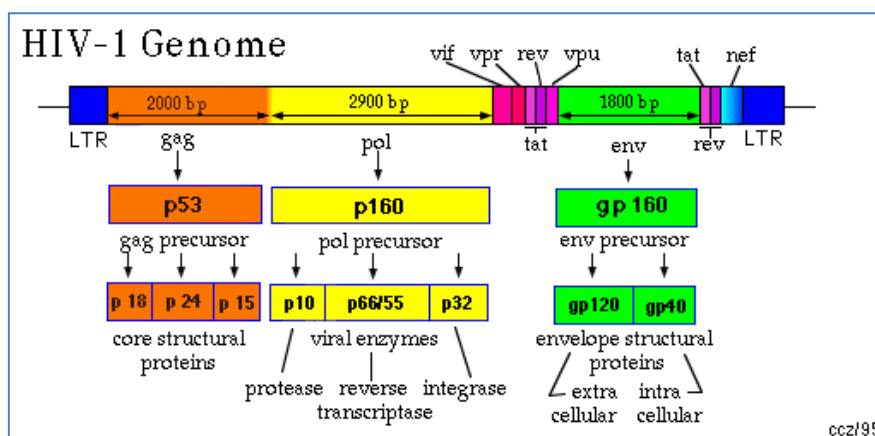 HIV-1 Genome
vif vpr rev vpu tat nef
2000 bp 2900 bp 1800 bp
LTR gag pol tat env rev LTR
p53 p160 gp 160
gag precursor pol precursor env precursor
p 18 p 24 p 15 p10 p66/55 p32 gp120 gp40
core structural proteins
viral enzymes
envelope structural proteins
protease reverse transcriptase integrase
extra cellular intra cellular
ccz/95